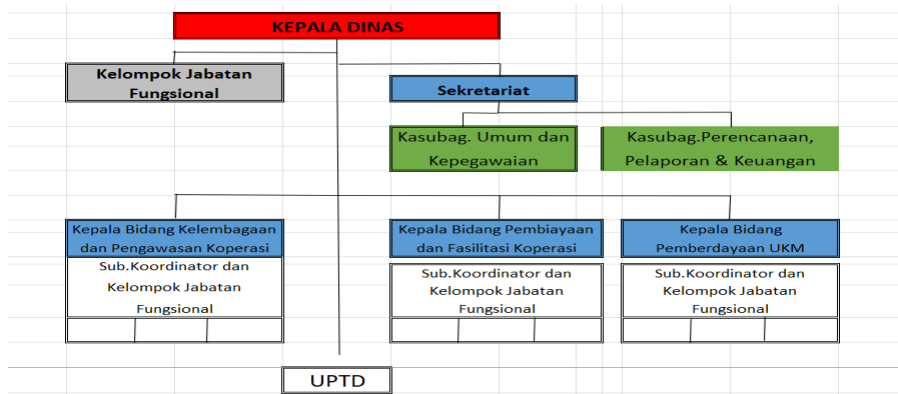 KEPALA DINAS
Kelompok Jabatan
Fungsional
Sekretariat
Kasubag. Umum dan
Kepegawaian
Kasubag.Perencanaan,
Pelaporan & Keuangan
Kepala Bidang Kelembagaan
dan Pengawasan Koperasi
Sub.Koordinator dan
Kelompok Jabatan
Fungsional
Kepala Bidang Pembiayaan
dan Fasilitasi Koperasi
Sub.Koordinator dan
Kelompok Jabatan
Fungsional
Kepala Bidang
Pemberdayaan UKM
Sub.Koordinator dan
Kelompok Jabatan
Fungsional
UPTD